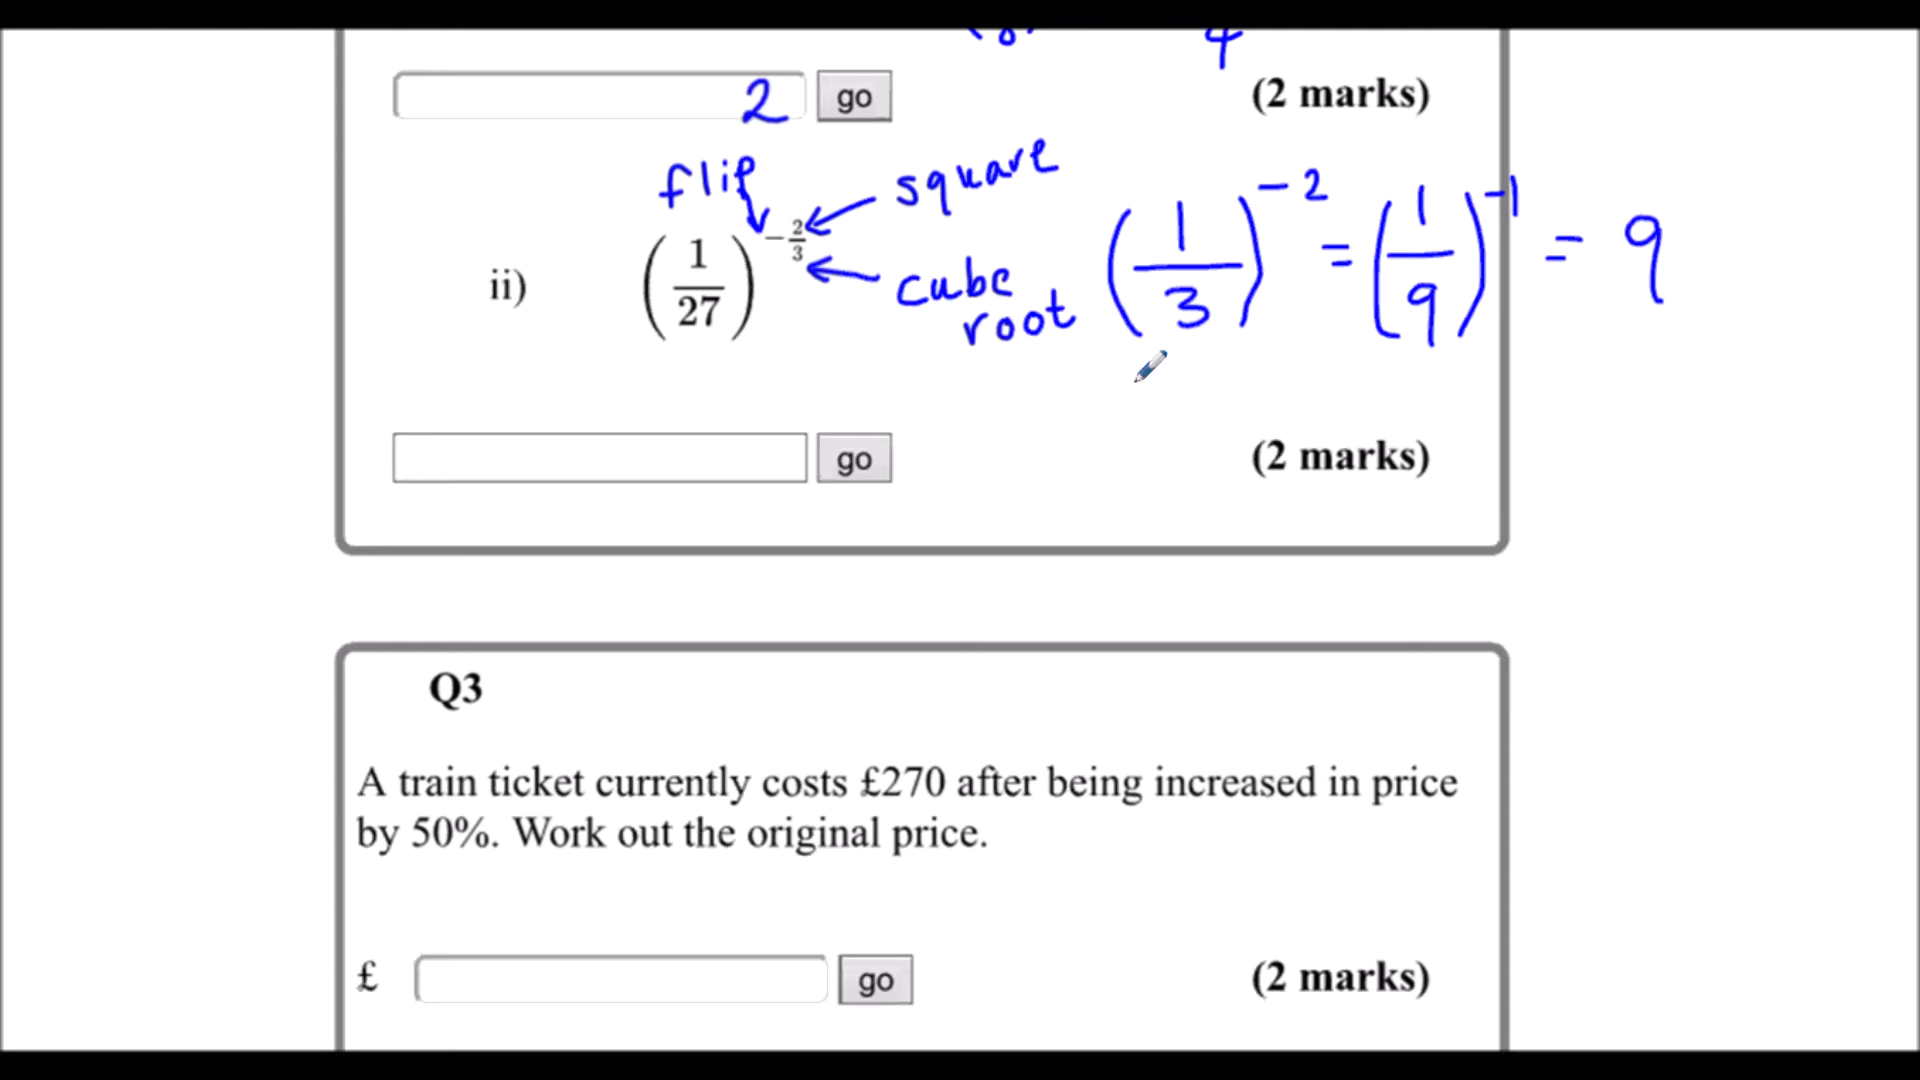 4
2 go (2 marks)
flip square
ii) (1/27)^(-2/3) cube root (1/3)^-2 = (1/9)^-1 = 9
go (2 marks)
Q3
A train ticket currently costs £270 after being increased in price
by 50%. Work out the original price.
£ go (2 marks)